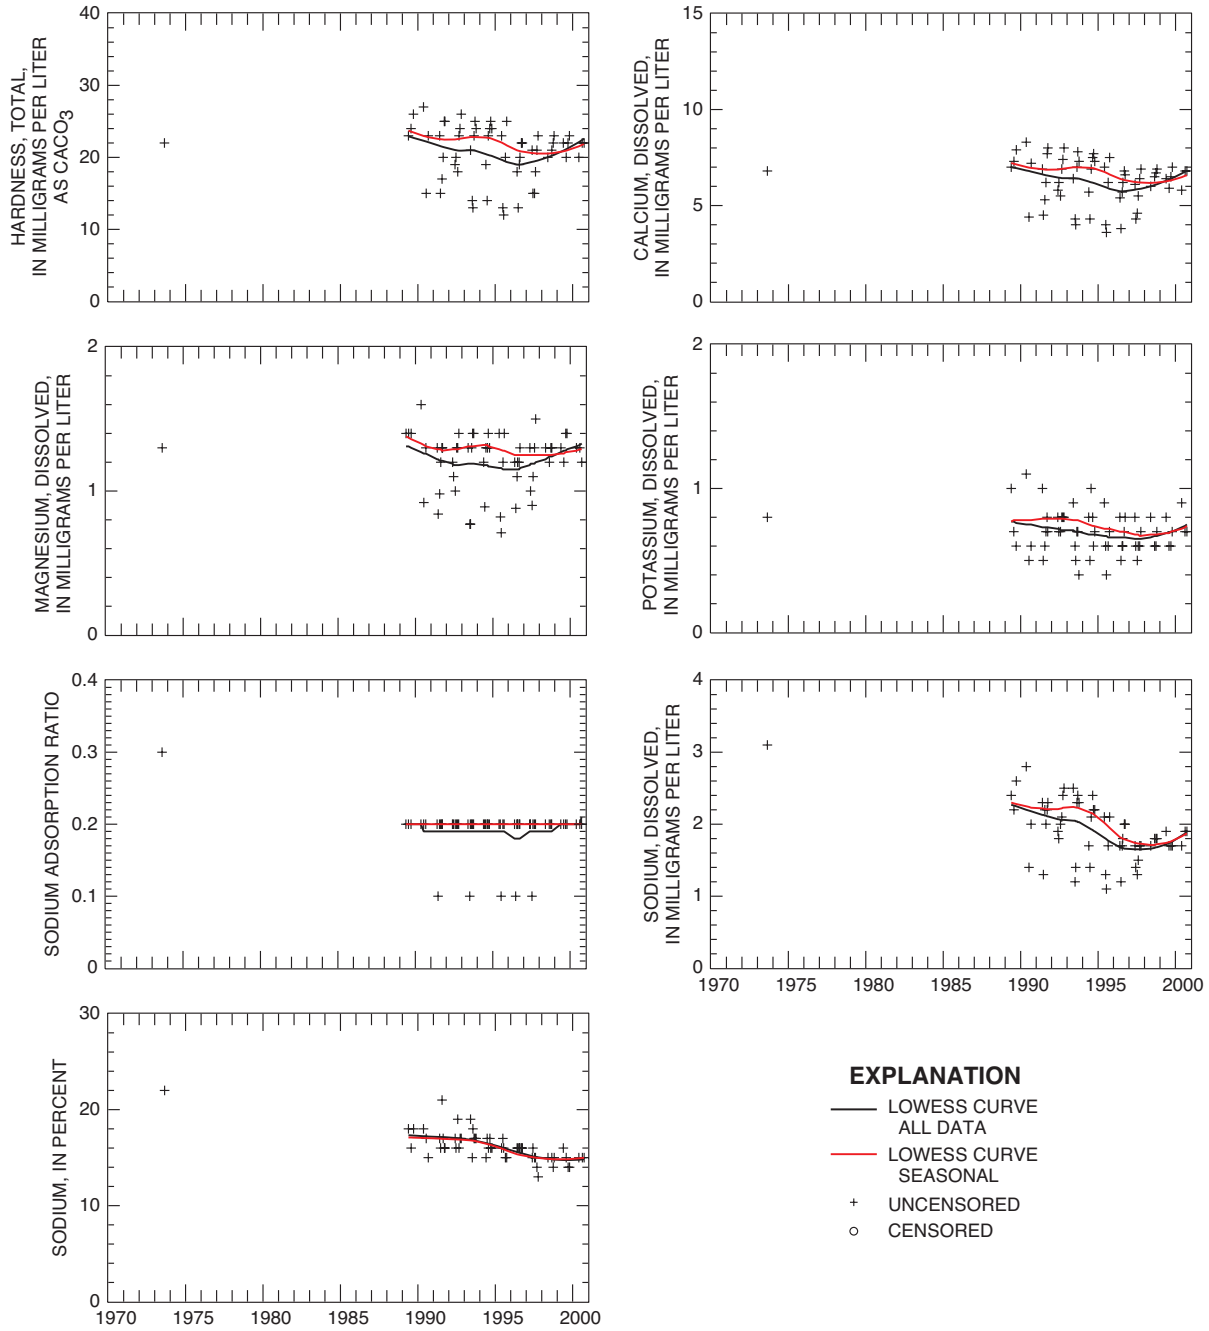 HARDNESS, TOTAL,
IN MILLIGRAMS PER LITER
AS CACO3
40
30
20
10
0
CALCIUM, DISSOLVED,
IN MILLIGRAMS PER LITER
15
10
5
0
MAGNESIUM, DISSOLVED,
IN MILLIGRAMS PER LITER
2
1
0
POTASSIUM, DISSOLVED,
IN MILLIGRAMS PER LITER
2
1
0
SODIUM ADSORPTION RATIO
0.4
0.3
0.2
0.1
0
SODIUM, DISSOLVED,
IN MILLIGRAMS PER LITER
4
3
2
1
0
1970 1975 1980 1985 1990 1995 2000
SODIUM, IN PERCENT
30
20
10
0
1970 1975 1980 1985 1990 1995 2000
EXPLANATION
LOWESS CURVE
ALL DATA
LOWESS CURVE
SEASONAL
UNCENSORED
CENSORED